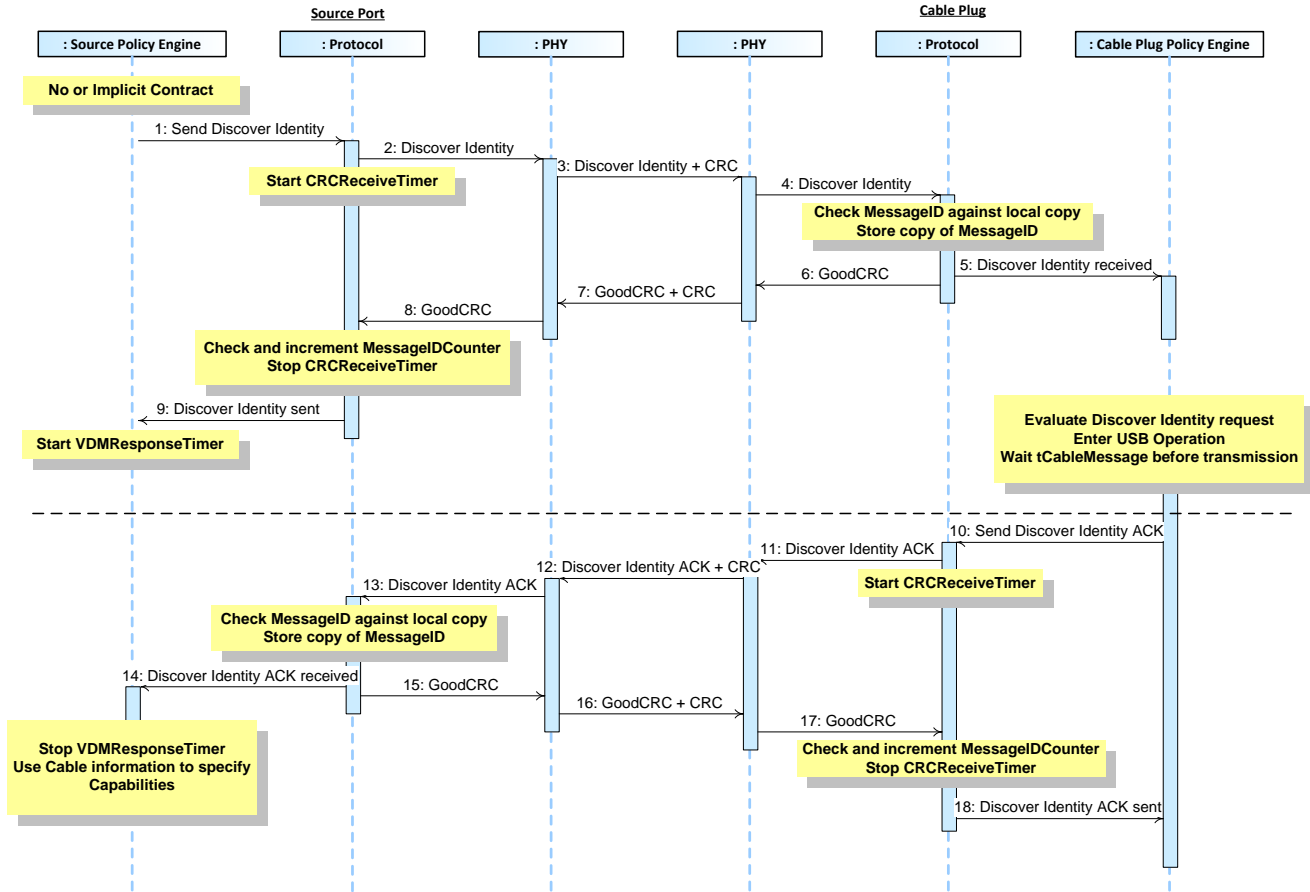 Source Port
Cable Plug
: Source Policy Engine
: Protocol
: PHY
: PHY
: Protocol
: Cable Plug Policy Engine
No or Implicit Contract
1: Send Discover Identity
2: Discover Identity
3: Discover Identity + CRC
Start CRCReceiveTimer
4: Discover Identity
Check MessageID against local copy
Store copy of MessageID
5: Discover Identity received
6: GoodCRC
7: GoodCRC + CRC
8: GoodCRC
Check and increment MessageIDCounter
Stop CRCReceiveTimer
9: Discover Identity sent
Start VDMResponseTimer
Evaluate Discover Identity request
Enter USB Operation
Wait tCableMessage before transmission
10: Send Discover Identity ACK
11: Discover Identity ACK
12: Discover Identity ACK + CRC
Start CRCReceiveTimer
13: Discover Identity ACK
Check MessageID against local copy
Store copy of MessageID
14: Discover Identity ACK received
15: GoodCRC
16: GoodCRC + CRC
17: GoodCRC
Stop VDMResponseTimer
Use Cable information to specify
Capabilities
Check and increment MessageIDCounter
Stop CRCReceiveTimer
18: Discover Identity ACK sent